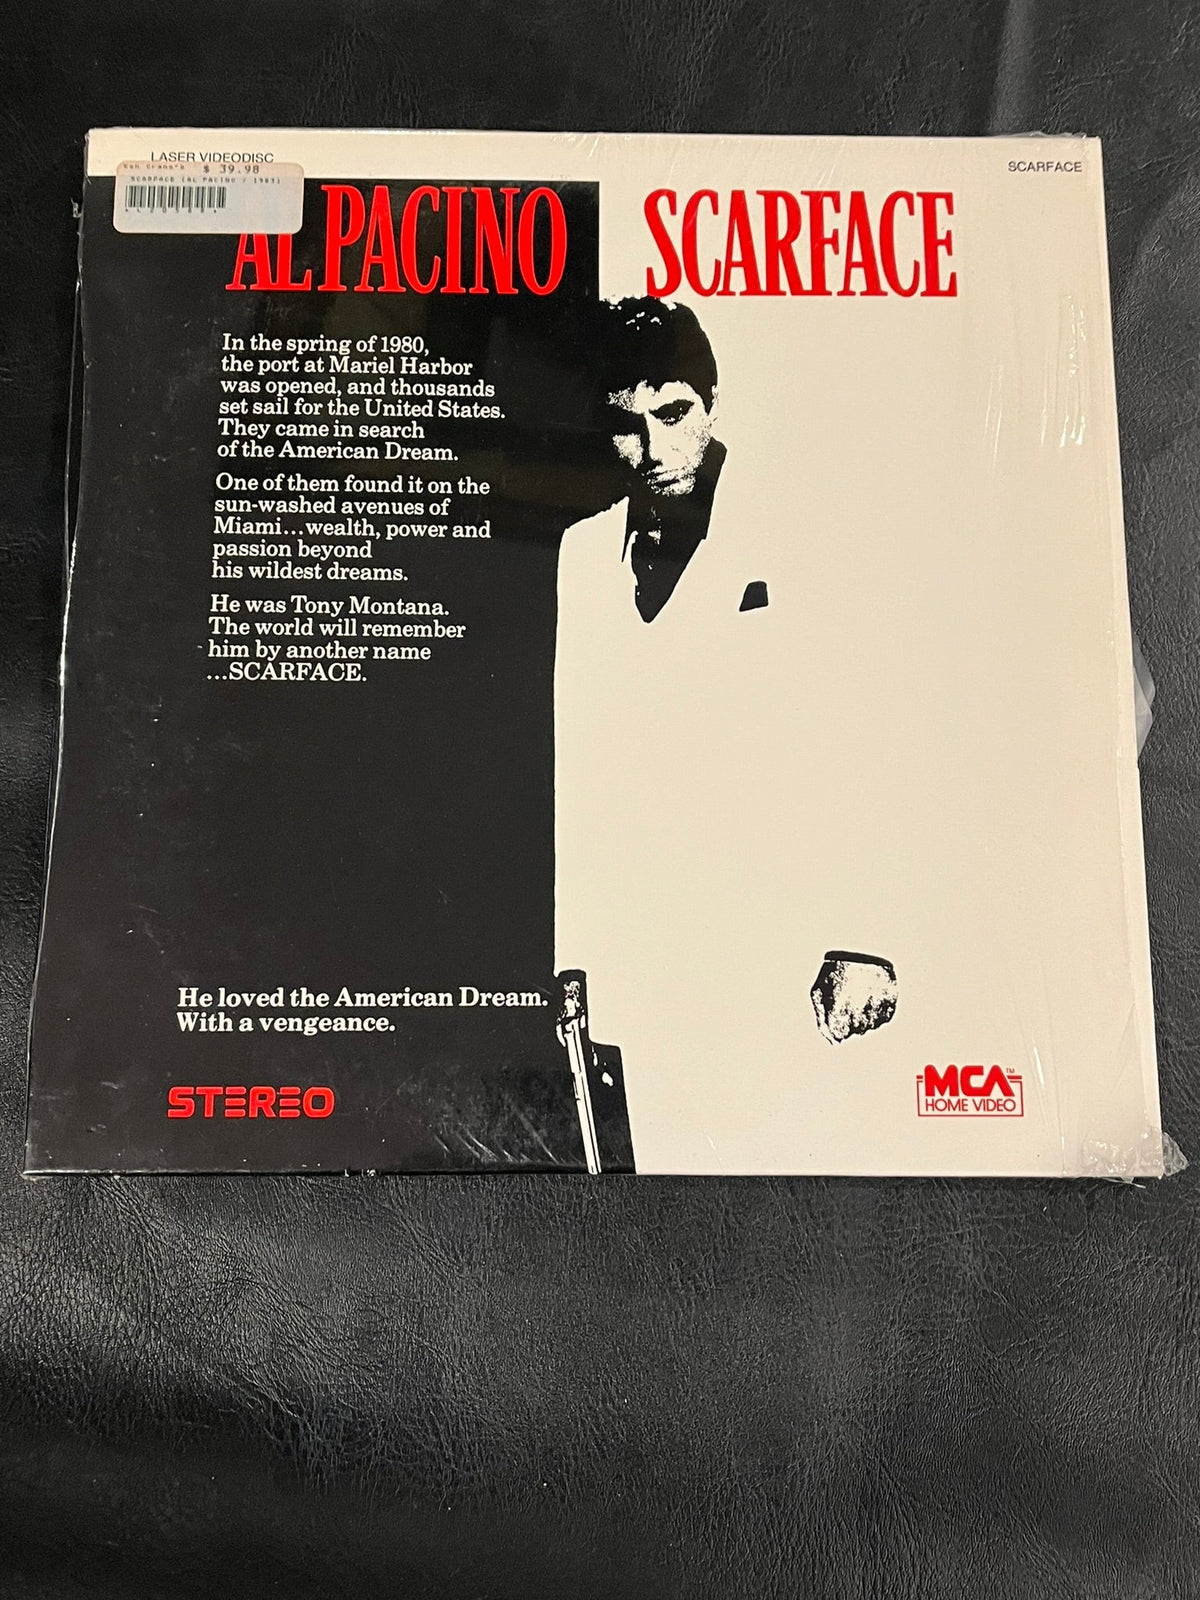 LASER VIDEODISC
SCARFACE
$ 39.98
SCARFACE (AL PACINO / 1983)
AL PACINO
SCARFACE
In the spring of 1980,
the port at Mariel Harbor
was opened, and thousands
set sail for the United States.
They came in search
of the American Dream.
One of them found it on the
sun-washed avenues of
Miami...wealth, power and
passion beyond
his wildest dreams.
He was Tony Montana.
The world will remember
him by another name
...SCARFACE.
He loved the American Dream.
With a vengeance.
STEREO
MCA™
HOME VIDEO